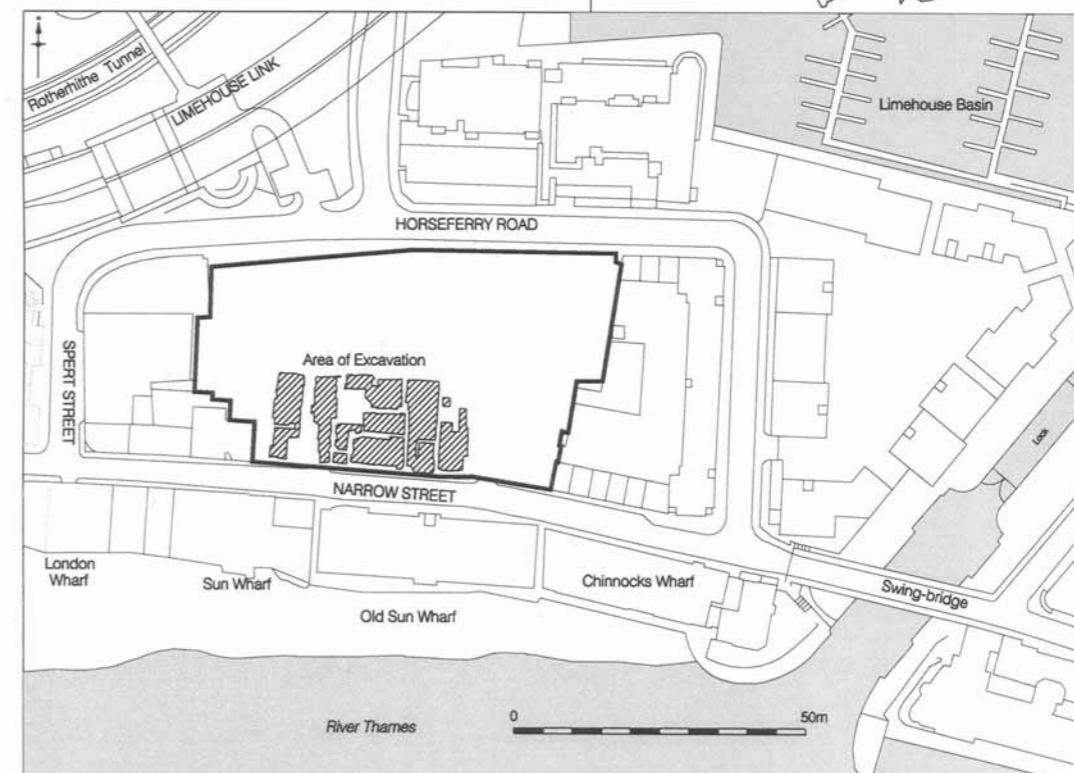 Rotherhithe Tunnel
LIMEHOUSE LINK
Limehouse Basin
HORSEFERRY ROAD
Area of Excavation
SPERT STREET
Lock
NARROW STREET
London
Wharf
Sun Wharf
Chinnocks Wharf
Swing-bridge
Old Sun Wharf
0
50m
River Thames